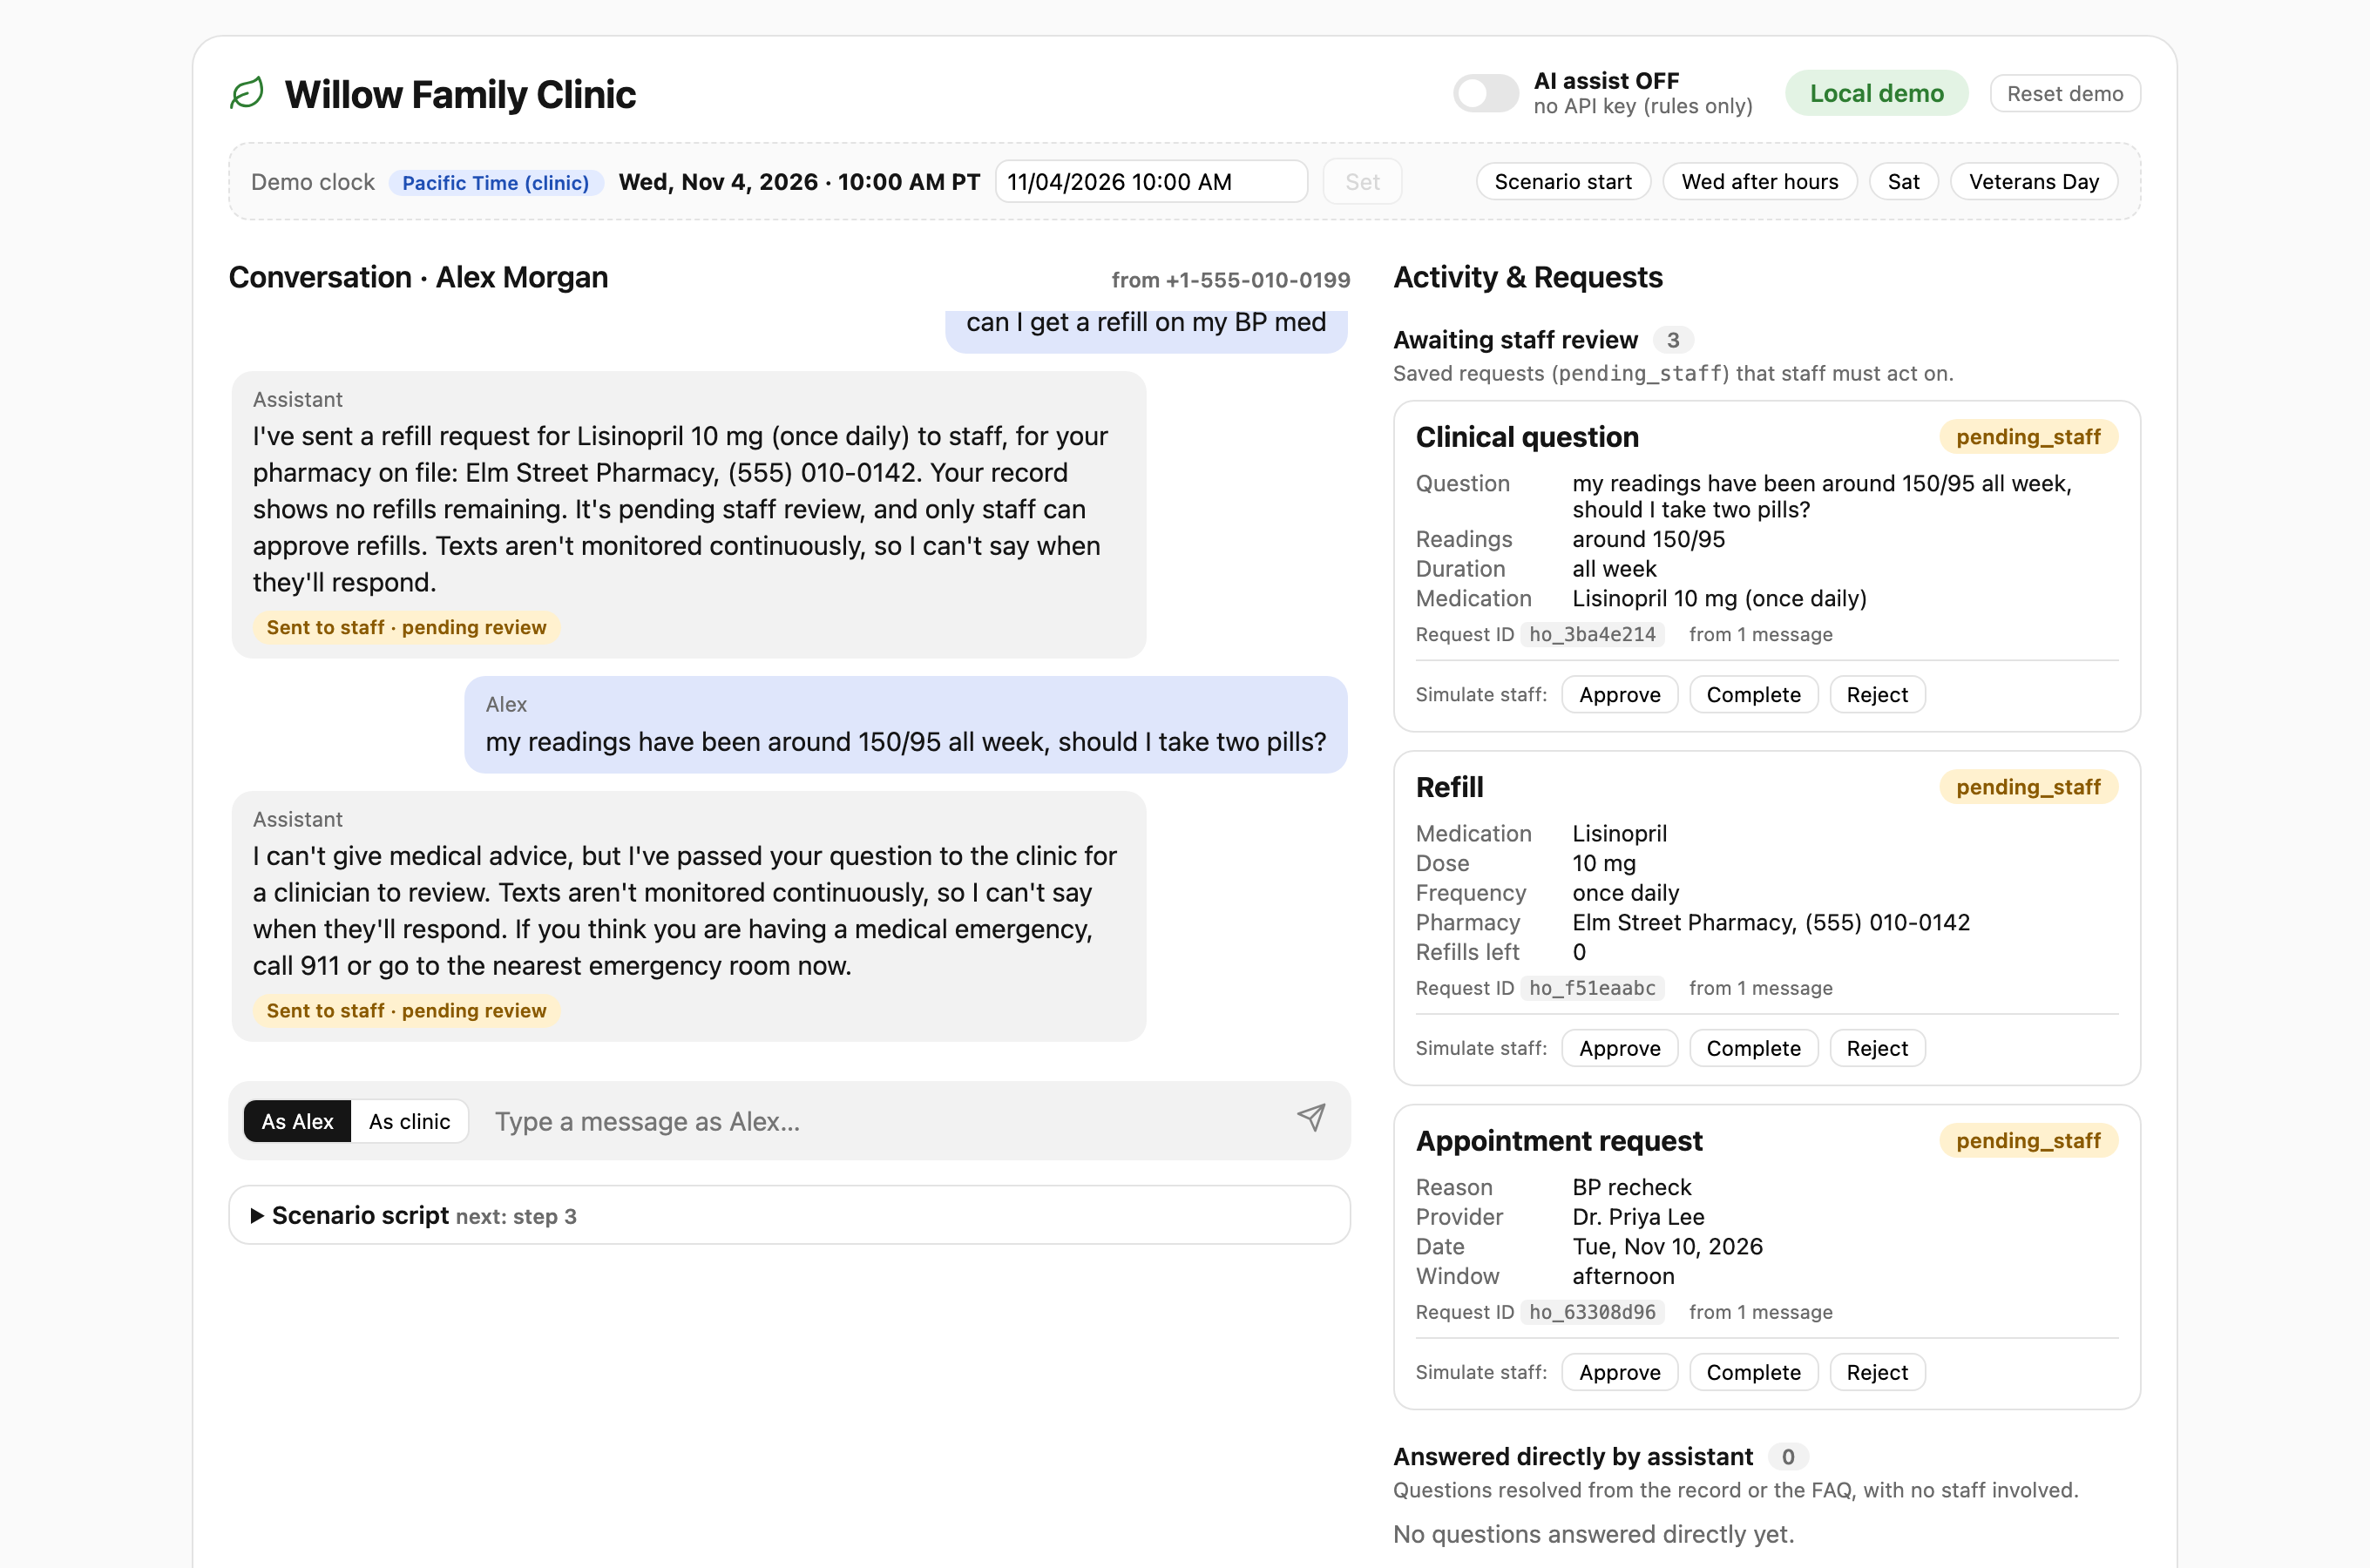 Willow Family Clinic
AI assist OFF
no API key (rules only)
Local demo
Reset demo
Demo clock
Pacific Time (clinic)
Wed, Nov 4, 2026 · 10:00 AM PT
11/04/2026 10:00 AM
Set
Scenario start
Wed after hours
Sat
Veterans Day
Conversation · Alex Morgan
from +1-555-010-0199
can I get a refill on my BP med
Assistant
I've sent a refill request for Lisinopril 10 mg (once daily) to staff, for your
pharmacy on file: Elm Street Pharmacy, (555) 010-0142. Your record
shows no refills remaining. It's pending staff review, and only staff can
approve refills. Texts aren't monitored continuously, so I can't say when
they'll respond.
Sent to staff · pending review
Alex
my readings have been around 150/95 all week, should I take two pills?
Assistant
I can't give medical advice, but I've passed your question to the clinic for
a clinician to review. Texts aren't monitored continuously, so I can't say
when they'll respond. If you think you are having a medical emergency,
call 911 or go to the nearest emergency room now.
Sent to staff · pending review
As Alex
As clinic
Type a message as Alex...
▶ Scenario script next: step 3
Activity & Requests
Awaiting staff review 3
Saved requests (pending_staff) that staff must act on.
Clinical question
pending_staff
Question my readings have been around 150/95 all week,
should I take two pills?
Readings around 150/95
Duration all week
Medication Lisinopril 10 mg (once daily)
Request ID ho_3ba4e214 from 1 message
Simulate staff: Approve Complete Reject
Refill
pending_staff
Medication Lisinopril
Dose 10 mg
Frequency once daily
Pharmacy Elm Street Pharmacy, (555) 010-0142
Refills left 0
Request ID ho_f51eaabc from 1 message
Simulate staff: Approve Complete Reject
Appointment request
pending_staff
Reason BP recheck
Provider Dr. Priya Lee
Date Tue, Nov 10, 2026
Window afternoon
Request ID ho_63308d96 from 1 message
Simulate staff: Approve Complete Reject
Answered directly by assistant 0
Questions resolved from the record or the FAQ, with no staff involved.
No questions answered directly yet.